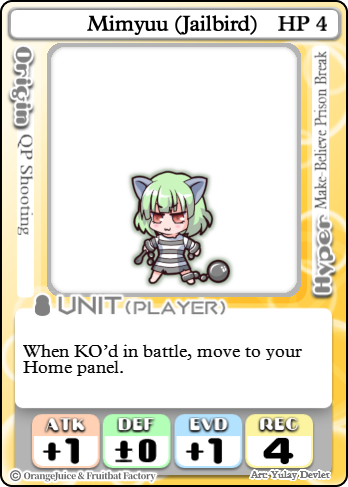 Mimyuu (Jailbird) HP 4
Origin QP Shooting
Hyper Make-Believe Prison Break
UNIT(PLAYER)
When KO'd in battle, move to your
Home panel.
ATK DEF EVD REC
+1 ±0 +1 4
© OrangeJuice & Fruitbat Factory Art: Yulay Devlet